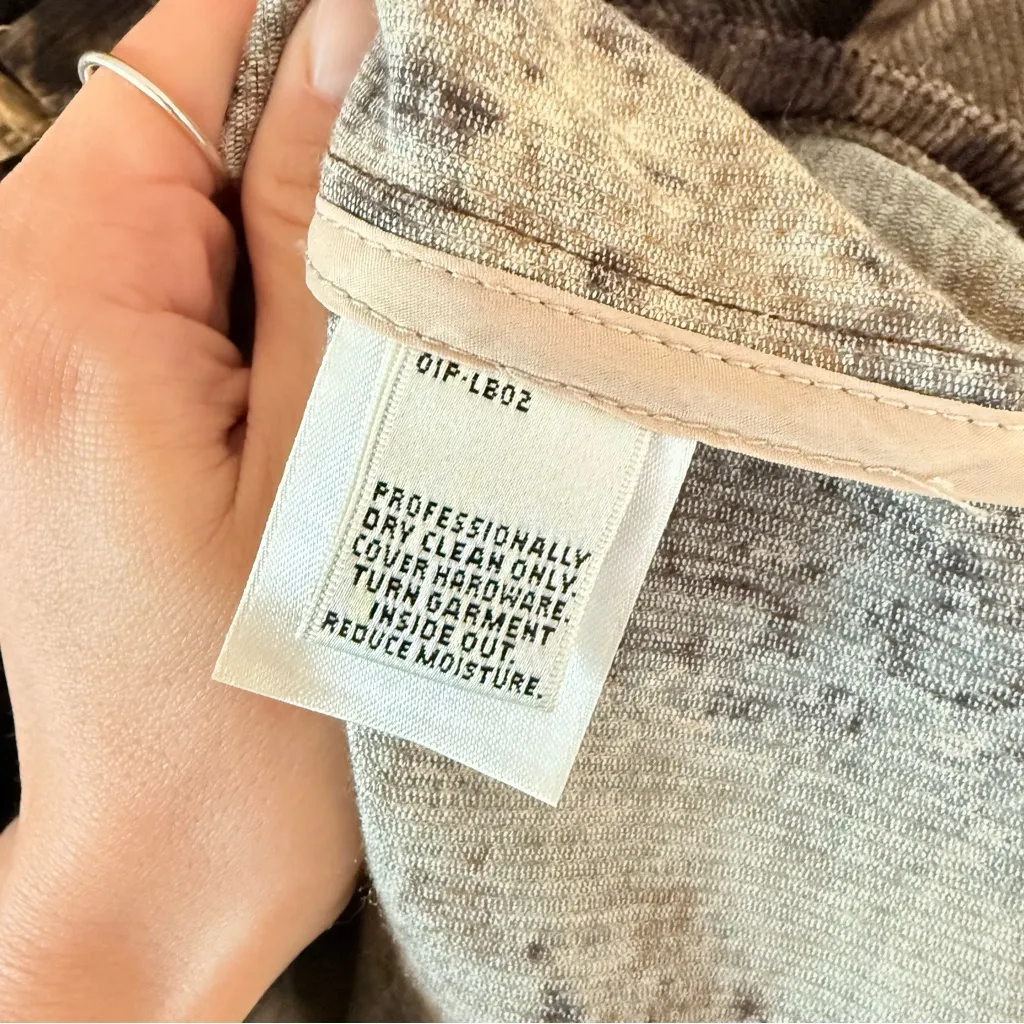 01P-LB02
PROFESSIONALLY
DRY CLEAN ONLY.
COVER HARDWARE.
TURN GARMENT
INSIDE OUT.
REDUCE MOISTURE.